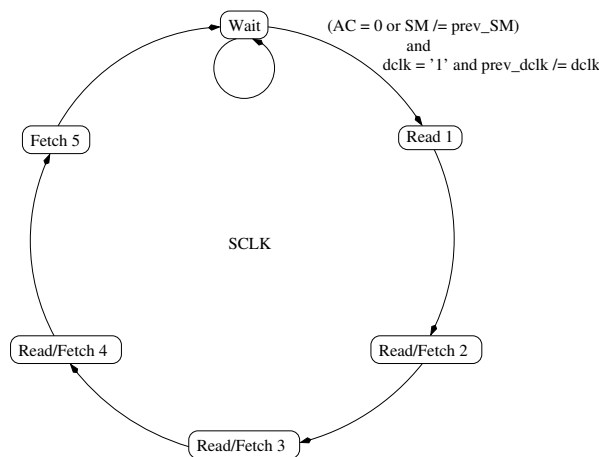 Wait
(AC = 0 or SM /= prev_SM)
and
dclk = '1' and prev_dclk /= dclk
Fetch 5
Read 1
SCLK
Read/Fetch 4
Read/Fetch 2
Read/Fetch 3